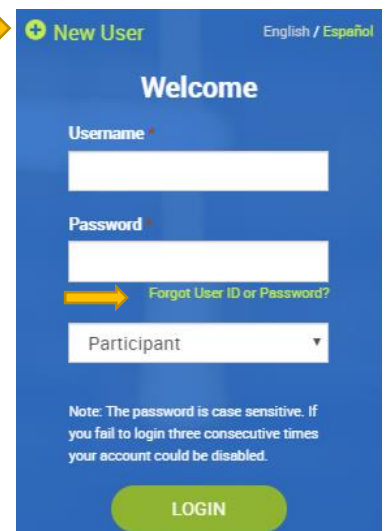 New User English / Español
Welcome
Username *
Password *
Forgot User ID or Password?
Participant
Note: The password is case sensitive. If
you fail to login three consecutive times
your account could be disabled.
LOGIN